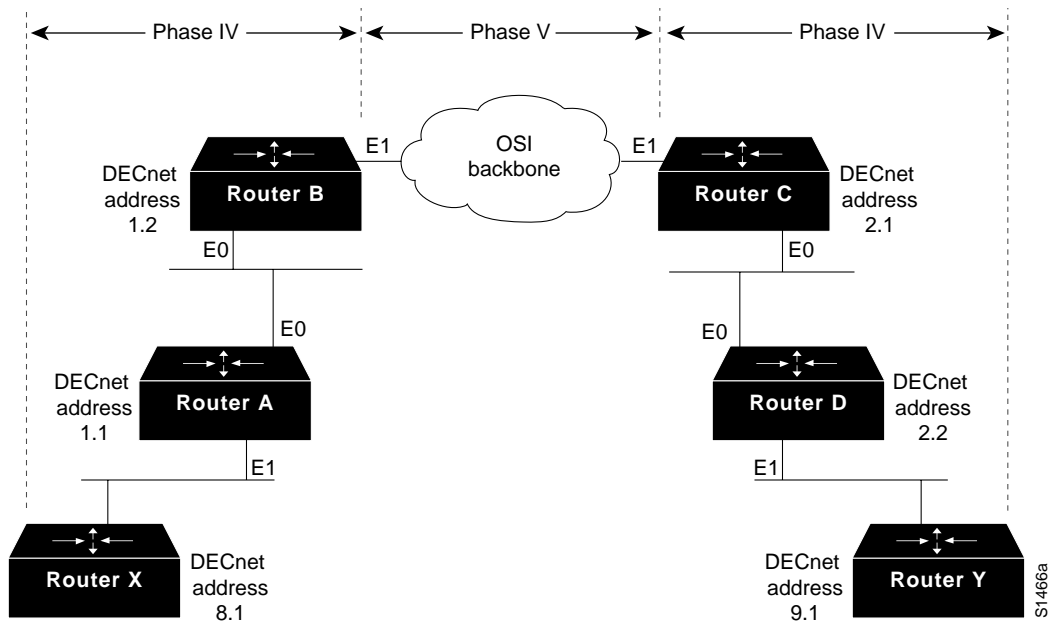 Phase IV
Phase V
Phase IV
E1
OSI
backbone
E1
DECnet
address
1.2
Router B
Router C
DECnet
address
2.1
E0
E0
E0
E0
DECnet
address
1.1
Router A
Router D
DECnet
address
2.2
E1
E1
Router X
DECnet
address
8.1
DECnet
address
9.1
Router Y
S1466a